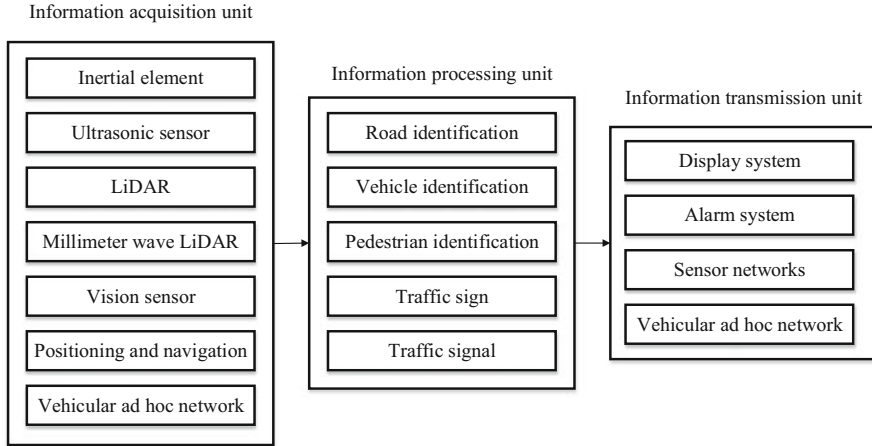 Information acquisition unit
Inertial element
Ultrasonic sensor
LiDAR
Millimeter wave LiDAR
Vision sensor
Positioning and navigation
Vehicular ad hoc network
Information processing unit
Road identification
Vehicle identification
Pedestrian identification
Traffic sign
Traffic signal
Information transmission unit
Display system
Alarm system
Sensor networks
Vehicular ad hoc network